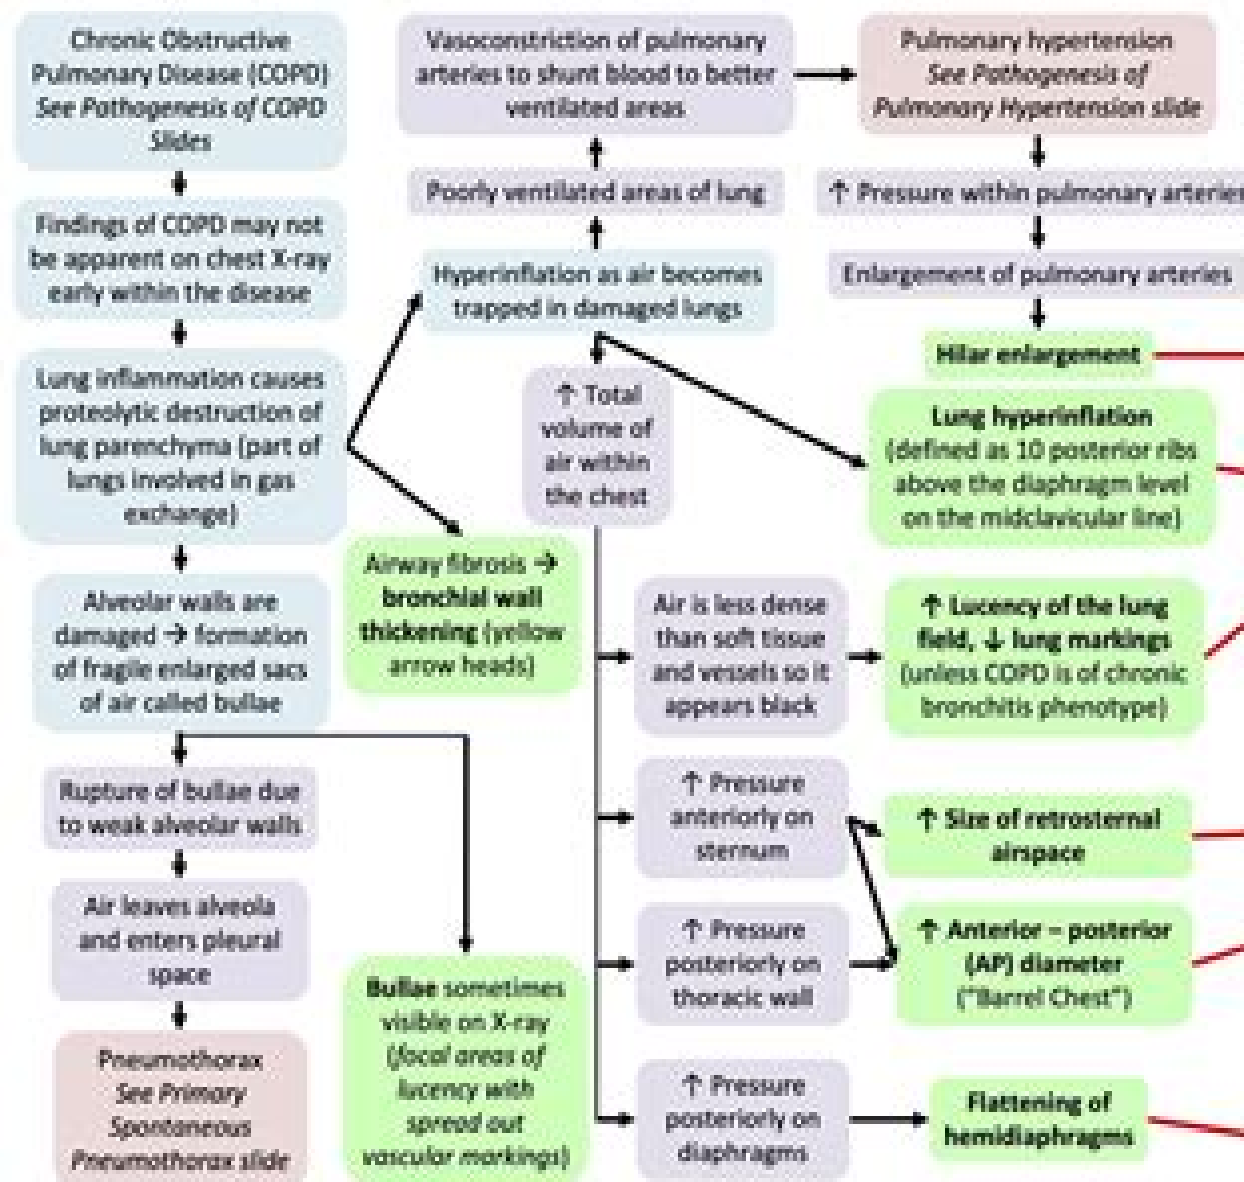 Chronic Obstructive
Pulmonary Disease (COPD)
See Pathogenesis of COPD
Slides
Findings of COPD may not
be apparent on chest X-ray
early within the disease
Lung inflammation causes
proteolytic destruction of
lung parenchyma (part of
lungs involved in gas
exchange)
Alveolar walls are
damaged → formation
of fragile enlarged sacs
of air called bullae
Rupture of bullae due
to weak alveolar walls
Air leaves alveola
and enters pleural
space
Pneumothorax
See Primary
Spontaneous
Pneumothorax slide
Vasoconstriction of pulmonary
arteries to shunt blood to better
ventilated areas
Poorly ventilated areas of lung
Hyperinflation as air becomes
trapped in damaged lungs
↑ Total
volume of
air within
the chest
Airway fibrosis →
bronchial wall
thickening (yellow
arrow heads)
Bullae sometimes
visible on X-ray
(focal areas of
lucency with
spread out
vascular markings)
Pulmonary hypertension
See Pathogenesis of
Pulmonary Hypertension slide
↑ Pressure within pulmonary arteries
Enlargement of pulmonary arteries
Hilar enlargement
Lung hyperinflation
(defined as 10 posterior ribs
above the diaphragm level
on the midclavicular line)
Air is less dense
than soft tissue
and vessels so it
appears black
↑ Lucency of the lung
field, ↓ lung markings
(unless COPD is of chronic
bronchitis phenotype)
↑ Pressure
anteriorly on
sternum
↑ Size of retrosternal
airspace
↑ Pressure
posteriorly on
thoracic wall
↑ Anterior – posterior
(AP) diameter
("Barrel Chest")
↑ Pressure
posteriorly on
diaphragms
Flattening of
hemidiaphragms